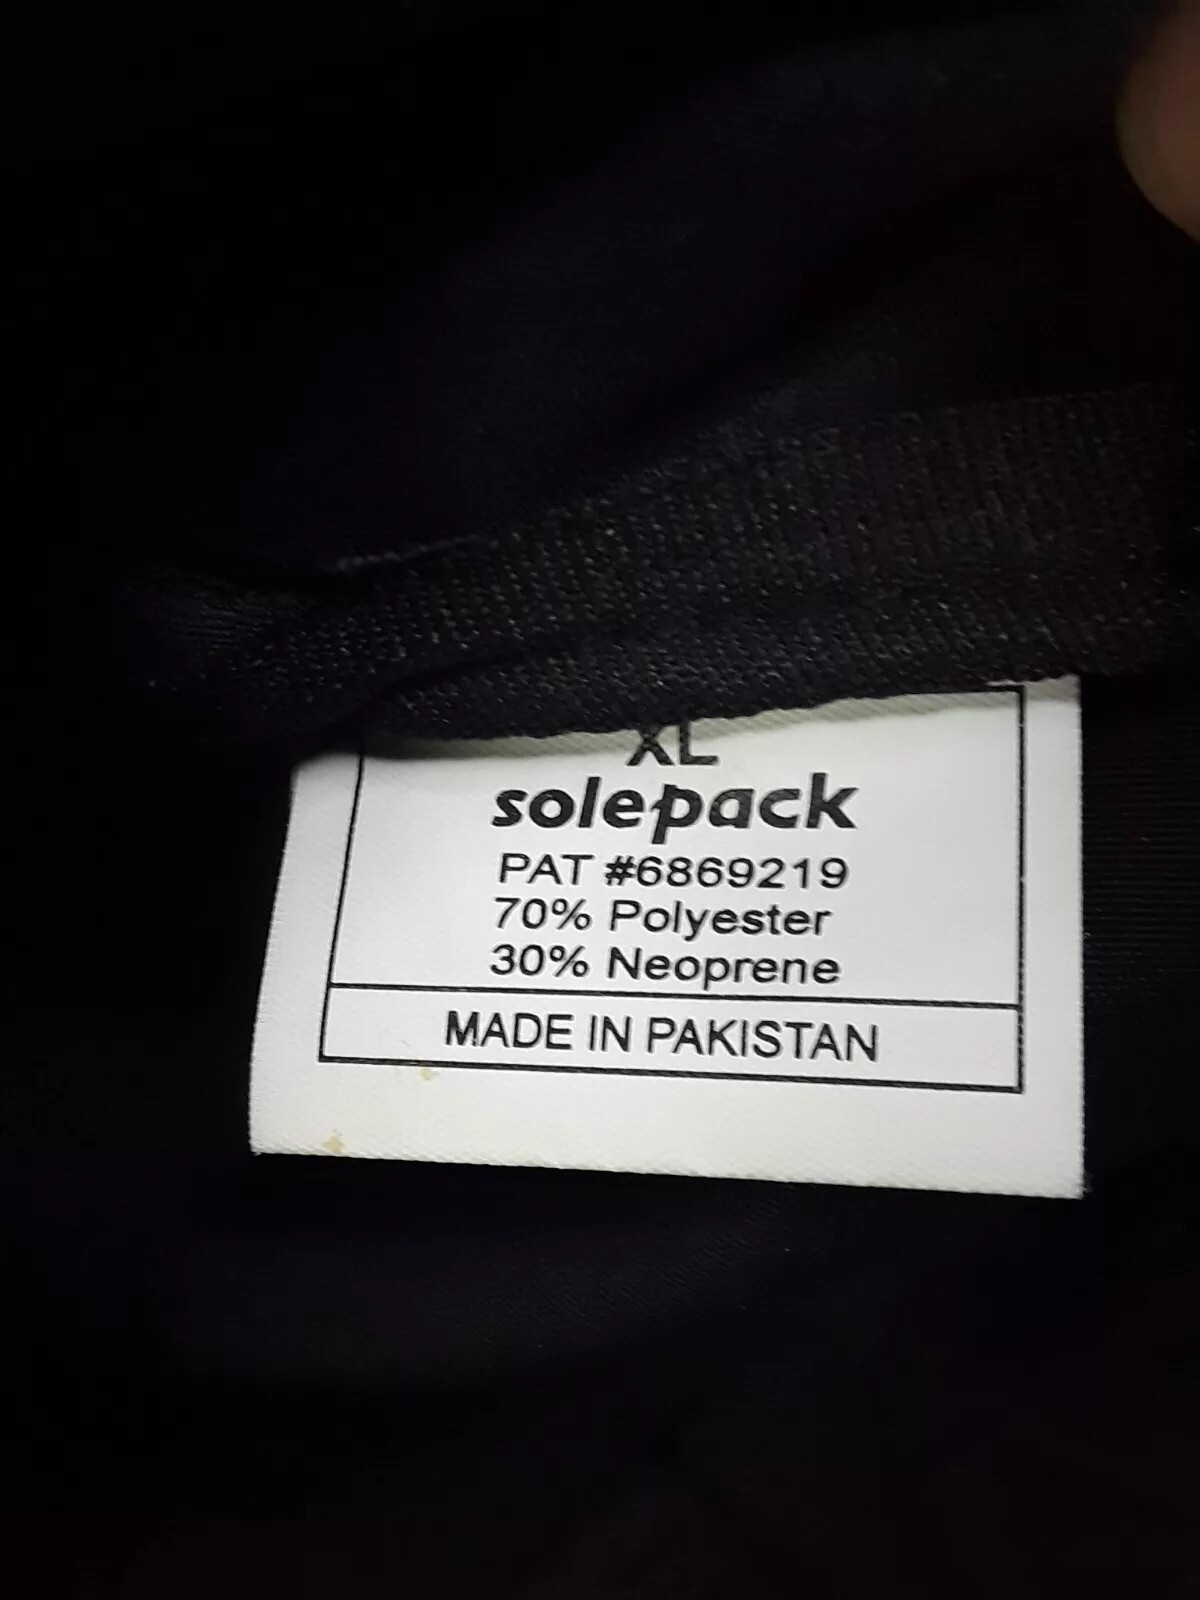 XL
solepack
PAT #6869219
70% Polyester
30% Neoprene
MADE IN PAKISTAN